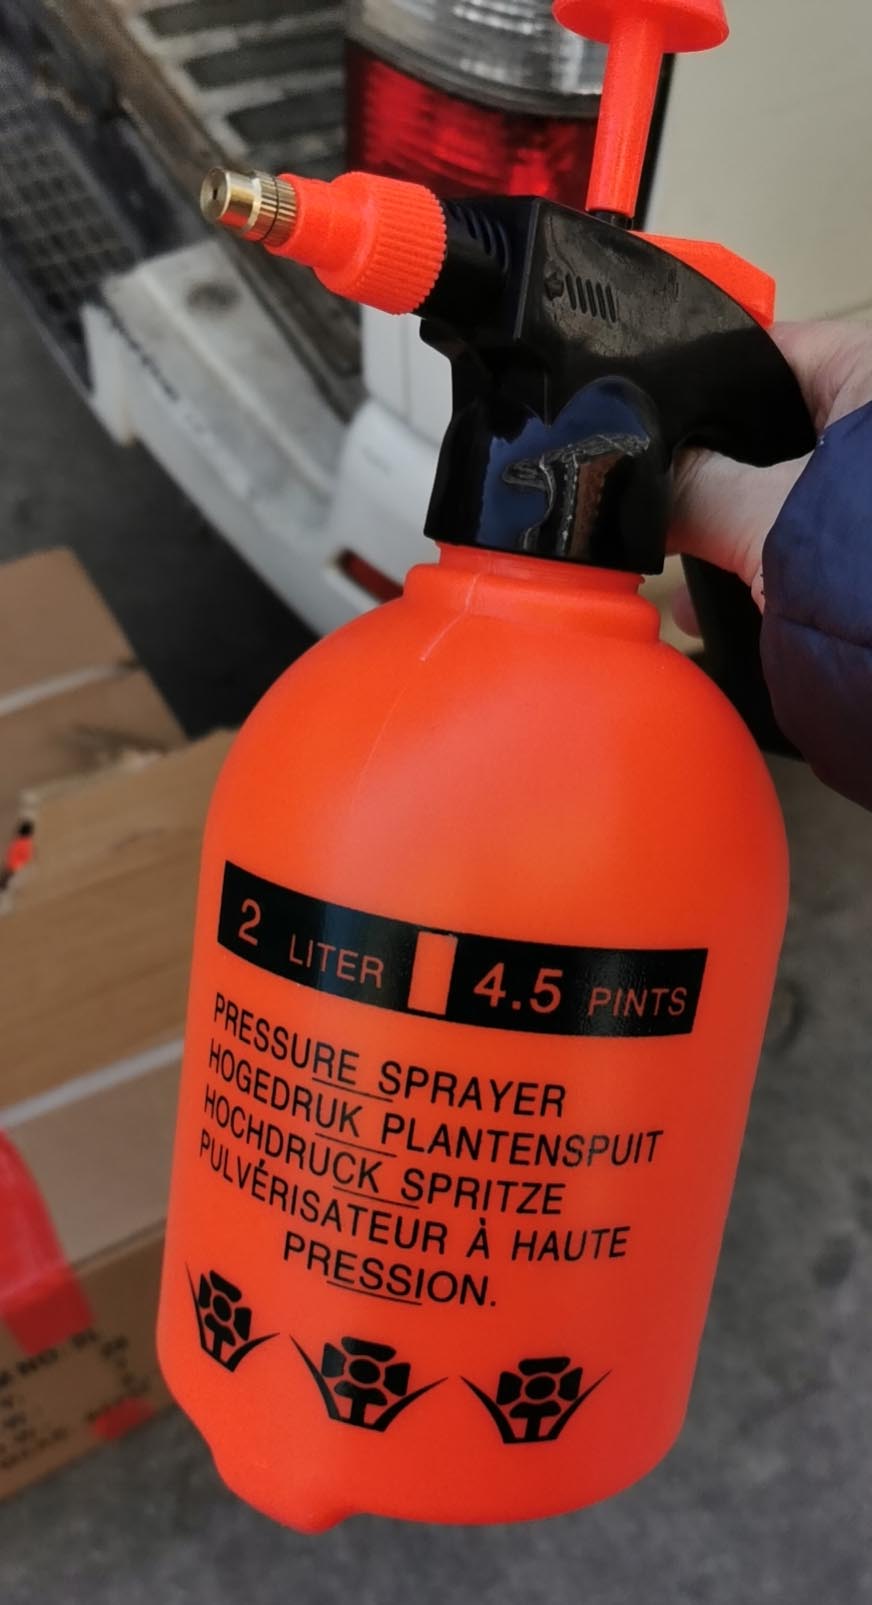 2 LITER 4.5 PINTS
PRESSURE SPRAYER
HOGEDRUK PLANTENSPUIT
HOCHDRUCK SPRITZE
PULVÉRISATEUR À HAUTE
PRESSION.